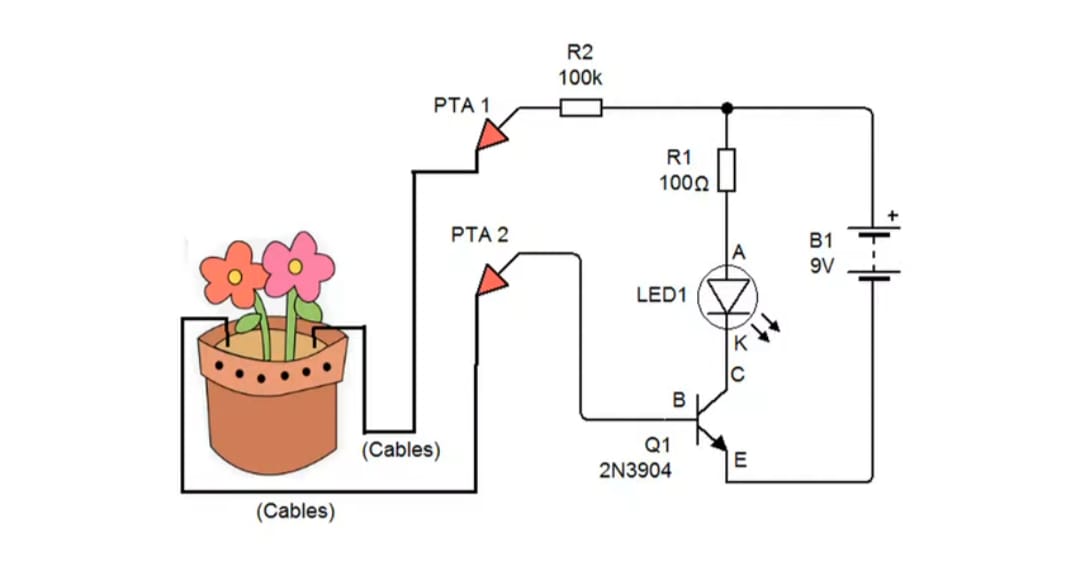 R2
100k
PTA 1
R1
100Ω
+
PTA 2
B1
9V
A
LED1
K
C
B
Q1
2N3904
E
(Cables)
(Cables)